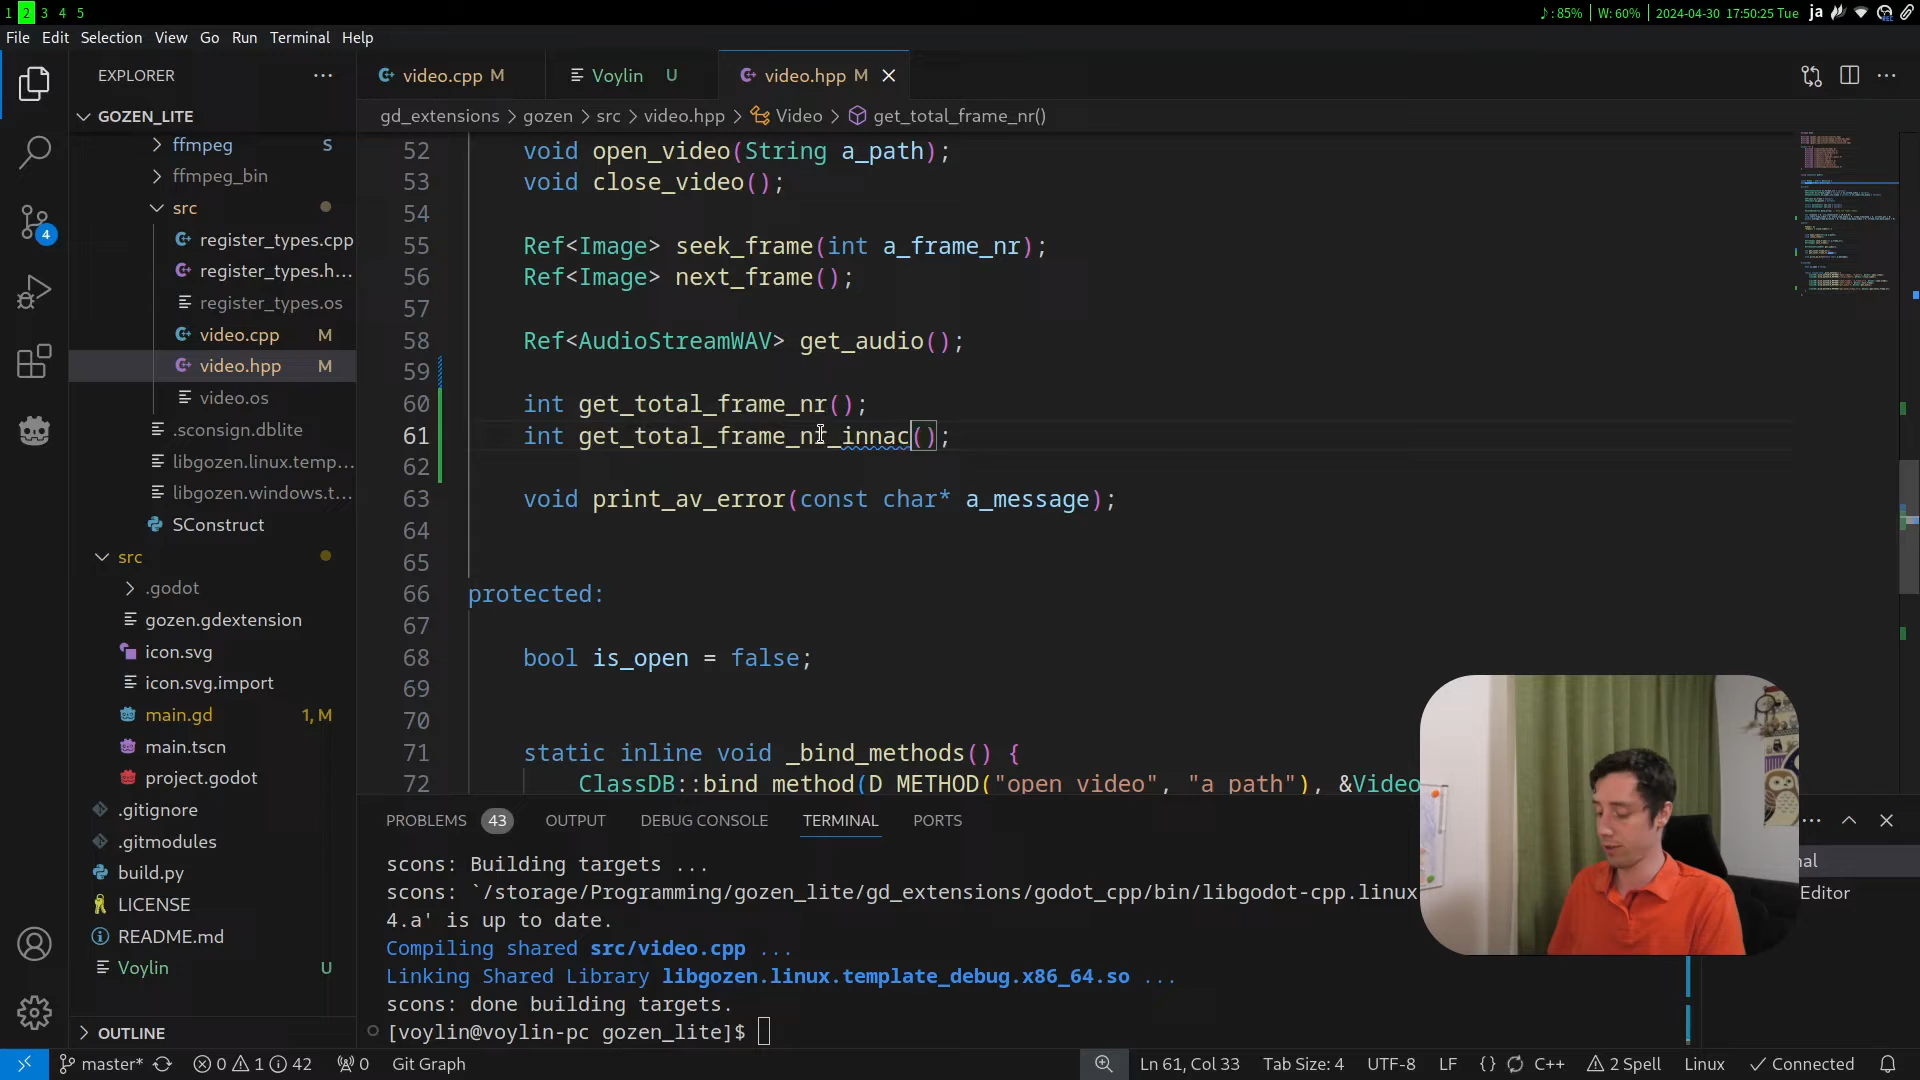 1 2 3 4 5
♪: 85% | W: 60% | 2024-04-30 17:50:25 Tue ja
File Edit Selection View Go Run Terminal Help
EXPLORER
GOZEN_LITE
ffmpeg S
ffmpeg_bin
src
register_types.cpp
register_types.h...
register_types.os
video.cpp M
video.hpp M
video.os
.sconsign.dblite
libgozen.linux.temp...
libgozen.windows.t...
SConstruct
src
.godot
gozen.gdextension
icon.svg
icon.svg.import
main.gd 1, M
main.tscn
project.godot
.gitignore
.gitmodules
build.py
LICENSE
README.md
Voylin U
OUTLINE
4
video.cpp M Voylin U video.hpp M
gd_extensions > gozen > src > video.hpp > Video > get_total_frame_nr()
52 void open_video(String a_path);
53 void close_video();
54
55 Ref<Image> seek_frame(int a_frame_nr);
56 Ref<Image> next_frame();
57
58 Ref<AudioStreamWAV> get_audio();
59
60 int get_total_frame_nr();
61 int get_total_frame_nr_innac();
62
63 void print_av_error(const char* a_message);
64
65
66 protected:
67
68 bool is_open = false;
69
70
71 static inline void _bind_methods() {
72 ClassDB::bind_method(D_METHOD("open_video", "a_path"), &Video
PROBLEMS 43 OUTPUT DEBUG CONSOLE TERMINAL PORTS
scons: Building targets ...
scons: `/storage/Programming/gozen_lite/gd_extensions/godot_cpp/bin/libgodot-cpp.linux
4.a' is up to date.
Compiling shared src/video.cpp ...
Linking Shared Library libgozen.linux.template_debug.x86_64.so ...
scons: done building targets.
[voylin@voylin-pc gozen_lite]$
nal
Editor
master* 0 1 42 0 Git Graph
Ln 61, Col 33 Tab Size: 4 UTF-8 LF {} C++ 2 Spell Linux Connected